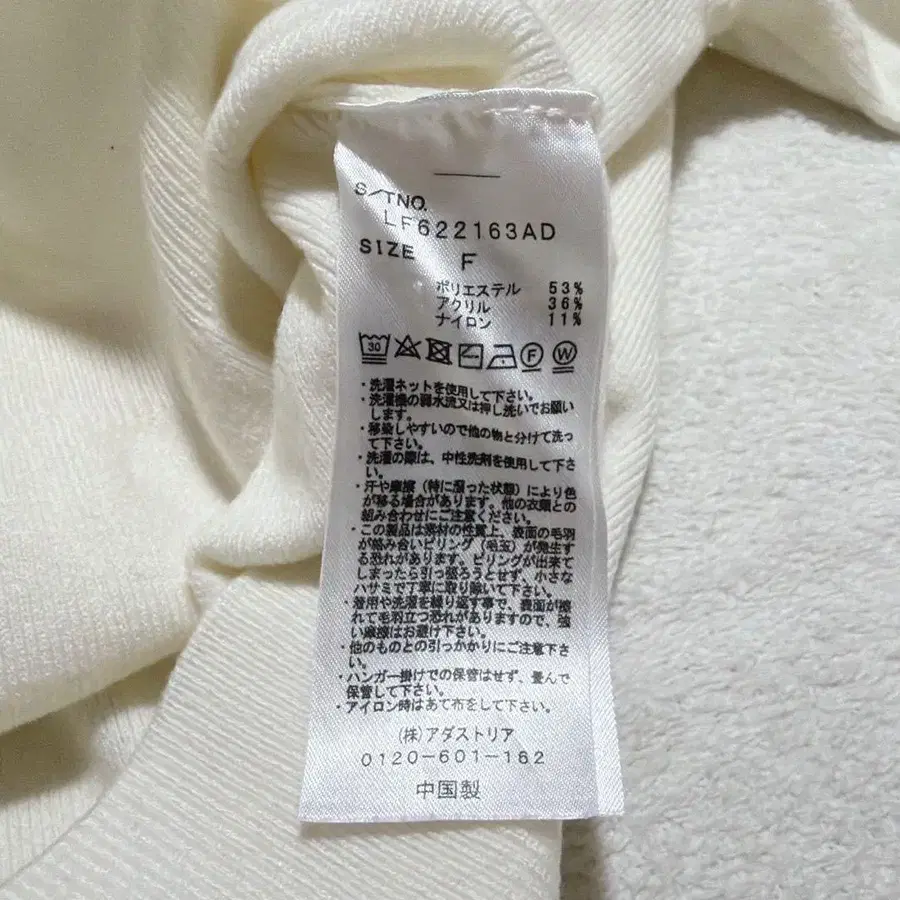 S/TNO.
LF622163AD
SIZE F
ポリエステル 53%
アクリル 36%
ナイロン 11%
30 F W
・洗濯ネットを使用して下さい。
・洗濯機の弱水流又は押し洗いでお願い
します。
・移染しやすいので他の物と分けて洗っ
て下さい。
・洗濯の際は、中性洗剤を使用して下さ
い。
・汗や摩擦（特に湿った状態）により色
が移る場合があります。他の衣類との
組み合わせにご注意ください。
・この製品は素材の性質上、表面の毛羽
が絡み合いピリング（毛玉）が発生す
る恐れがあります。ピリングが出来て
しまったら引っ張ろうとせず、小さな
ハサミで丁寧に取り除いて下さい。
・着用や洗濯を繰り返す事で、表面が擦
れて毛羽立つ恐れがありますので、強
い摩擦はお避け下さい。
・他のものとの引っかかりにご注意下さ
い。
・ハンガー掛けでの保管はせず、畳んで
保管して下さい。
・アイロン時はあて布をして下さい。
(株)アダストリア
0120-601-162
中国製